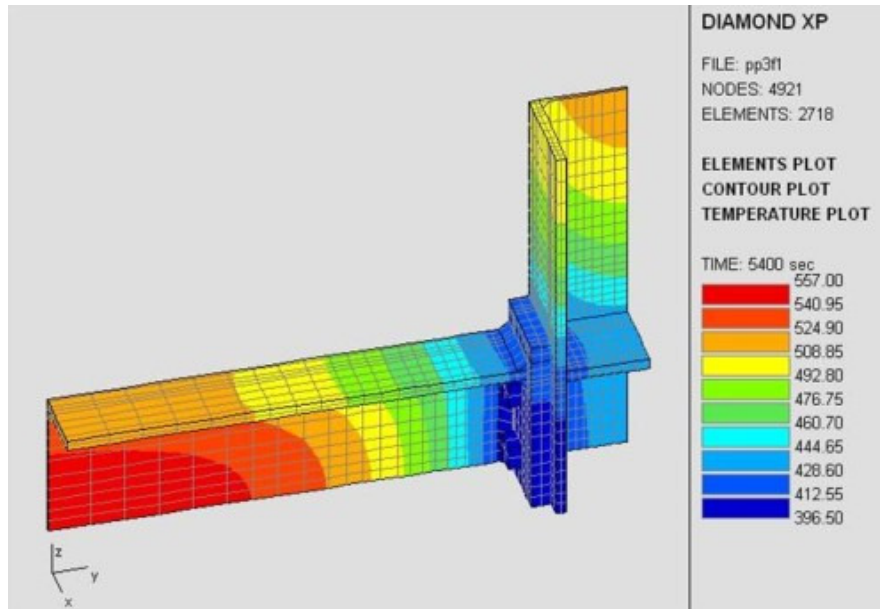 DIAMOND XP
FILE: pp3f1
NODES: 4921
ELEMENTS: 2718
ELEMENTS PLOT
CONTOUR PLOT
TEMPERATURE PLOT
TIME: 5400 sec
557.00
540.95
524.90
508.85
492.80
476.75
460.70
444.65
428.60
412.55
396.50
z
y
x